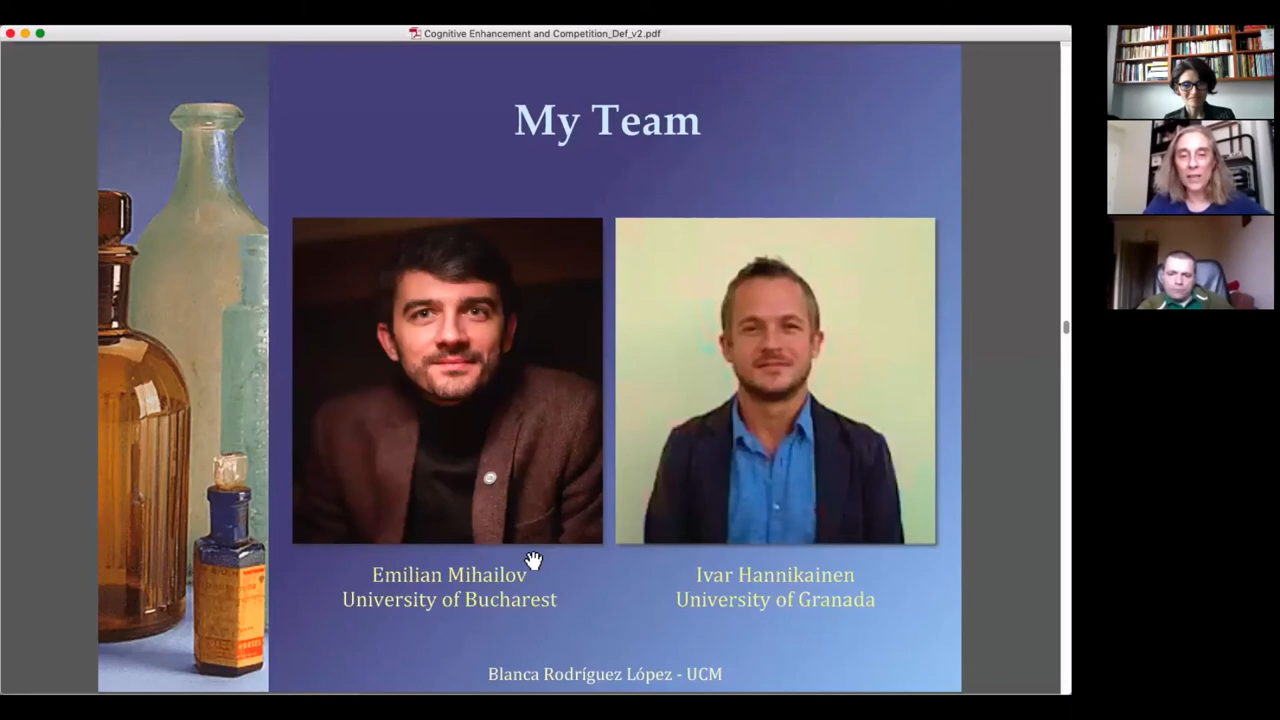 Cognitive Enhancement and Competition_Def_v2.pdf
My Team
Emilian Mihailov
University of Bucharest
Ivar Hannikainen
University of Granada
Blanca Rodríguez López - UCM